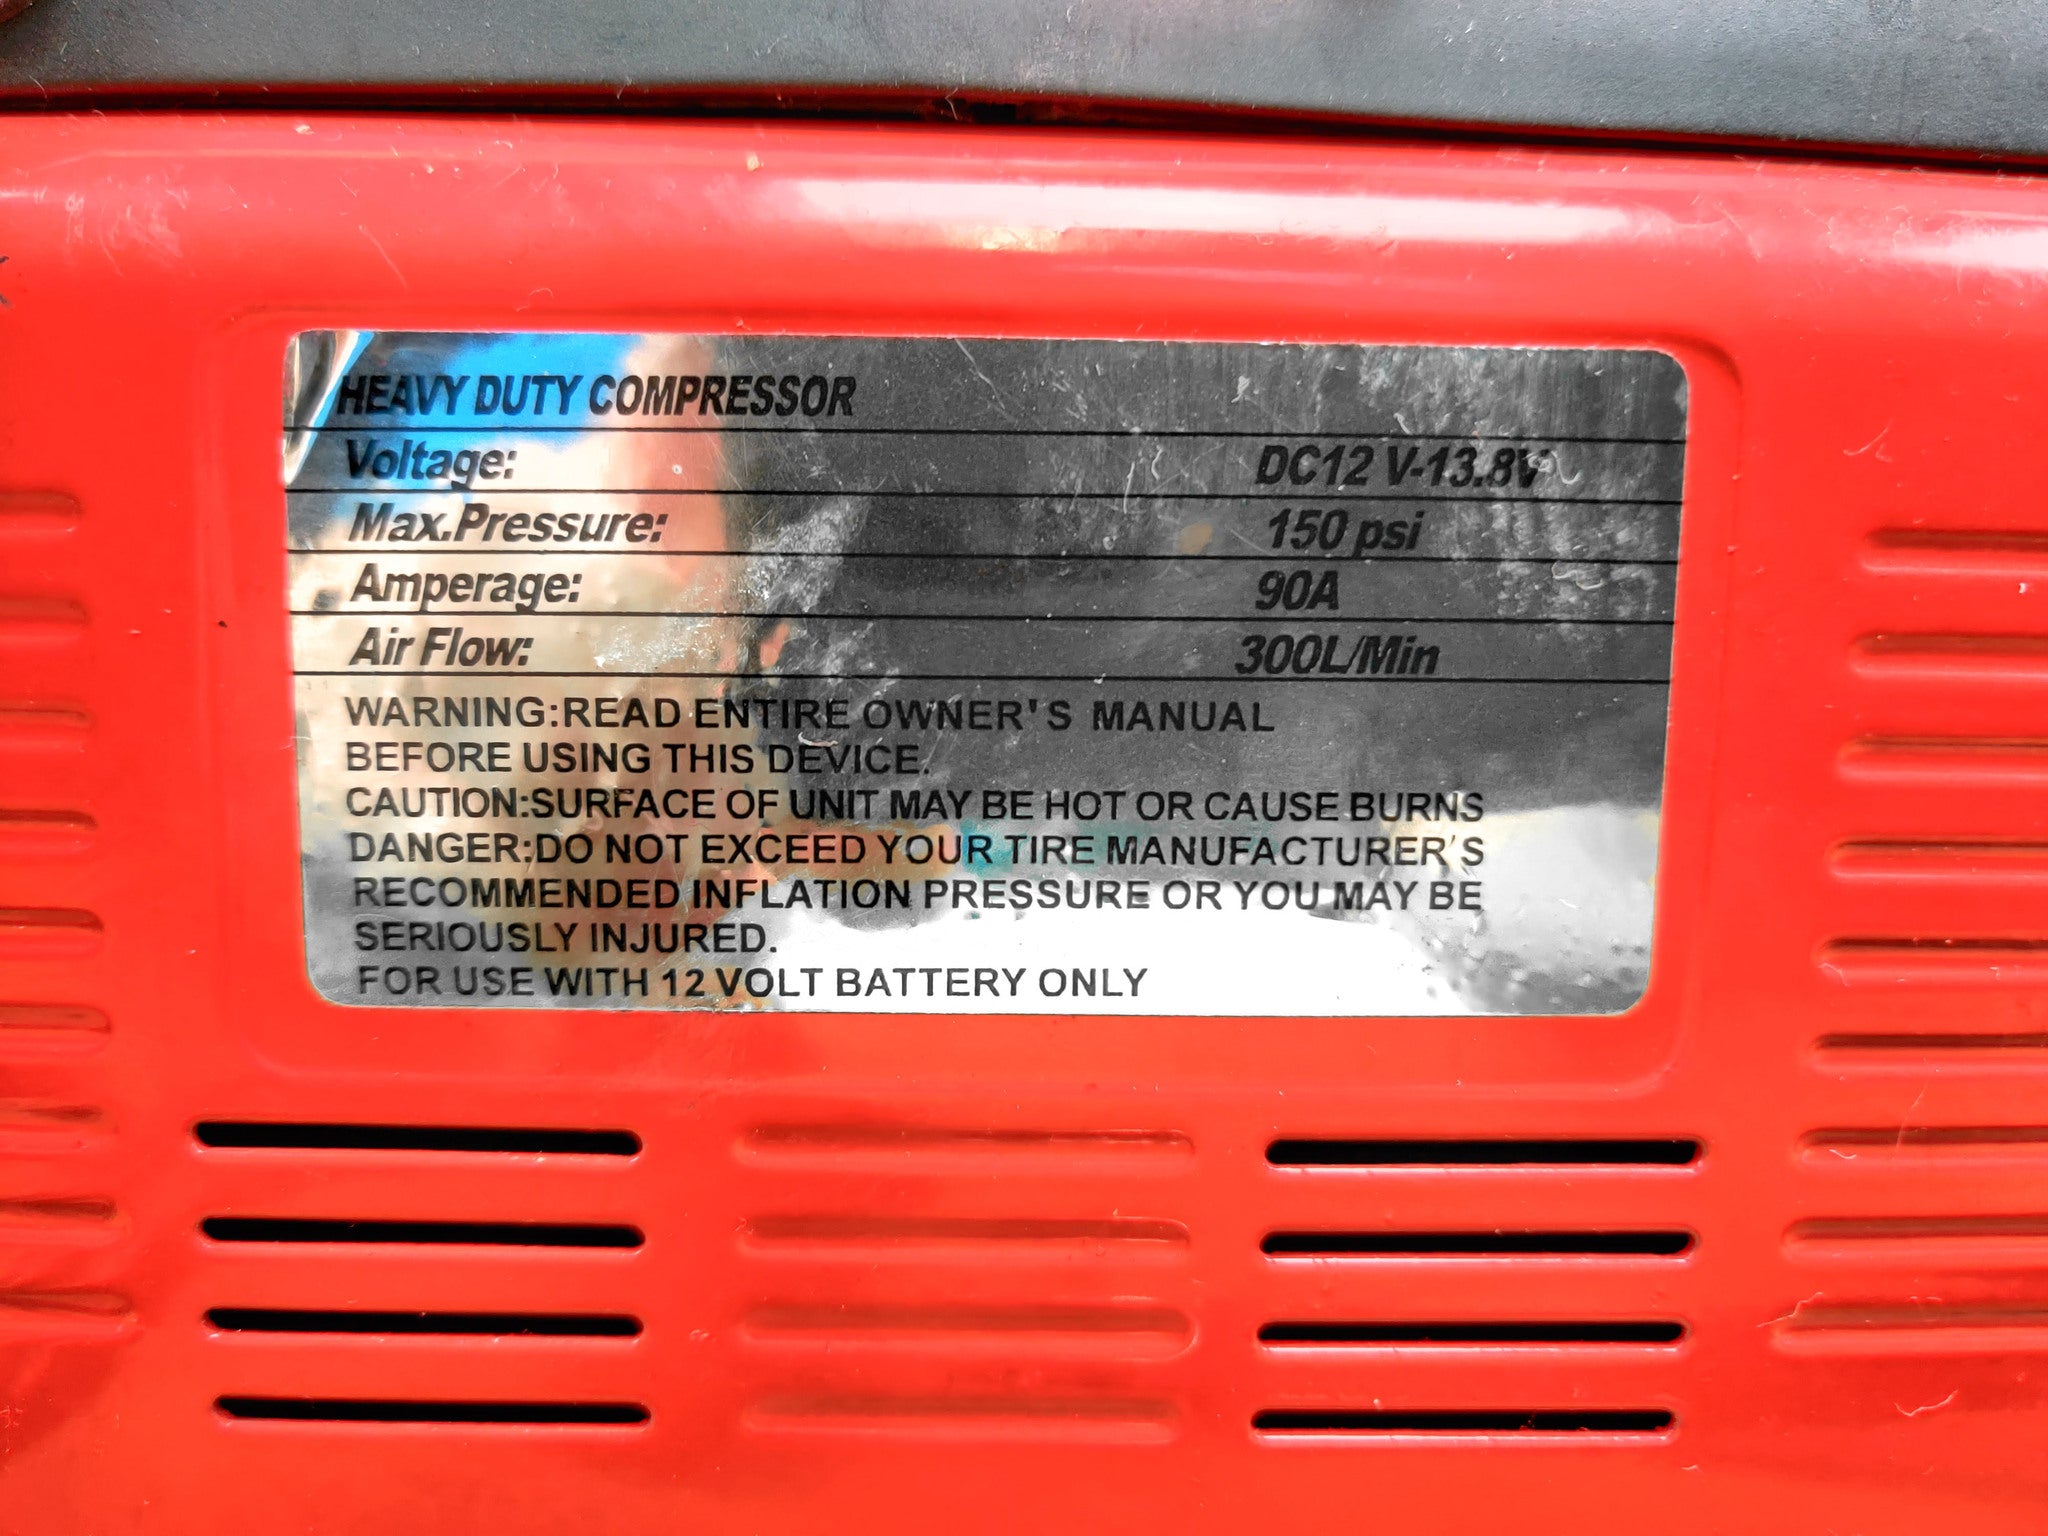 HEAVY DUTY COMPRESSOR
Voltage: DC12 V-13.8V
Max.Pressure: 150 psi
Amperage: 90A
Air Flow: 300L/Min
WARNING:READ ENTIRE OWNER'S MANUAL
BEFORE USING THIS DEVICE.
CAUTION:SURFACE OF UNIT MAY BE HOT OR CAUSE BURNS
DANGER:DO NOT EXCEED YOUR TIRE MANUFACTURER'S
RECOMMENDED INFLATION PRESSURE OR YOU MAY BE
SERIOUSLY INJURED.
FOR USE WITH 12 VOLT BATTERY ONLY